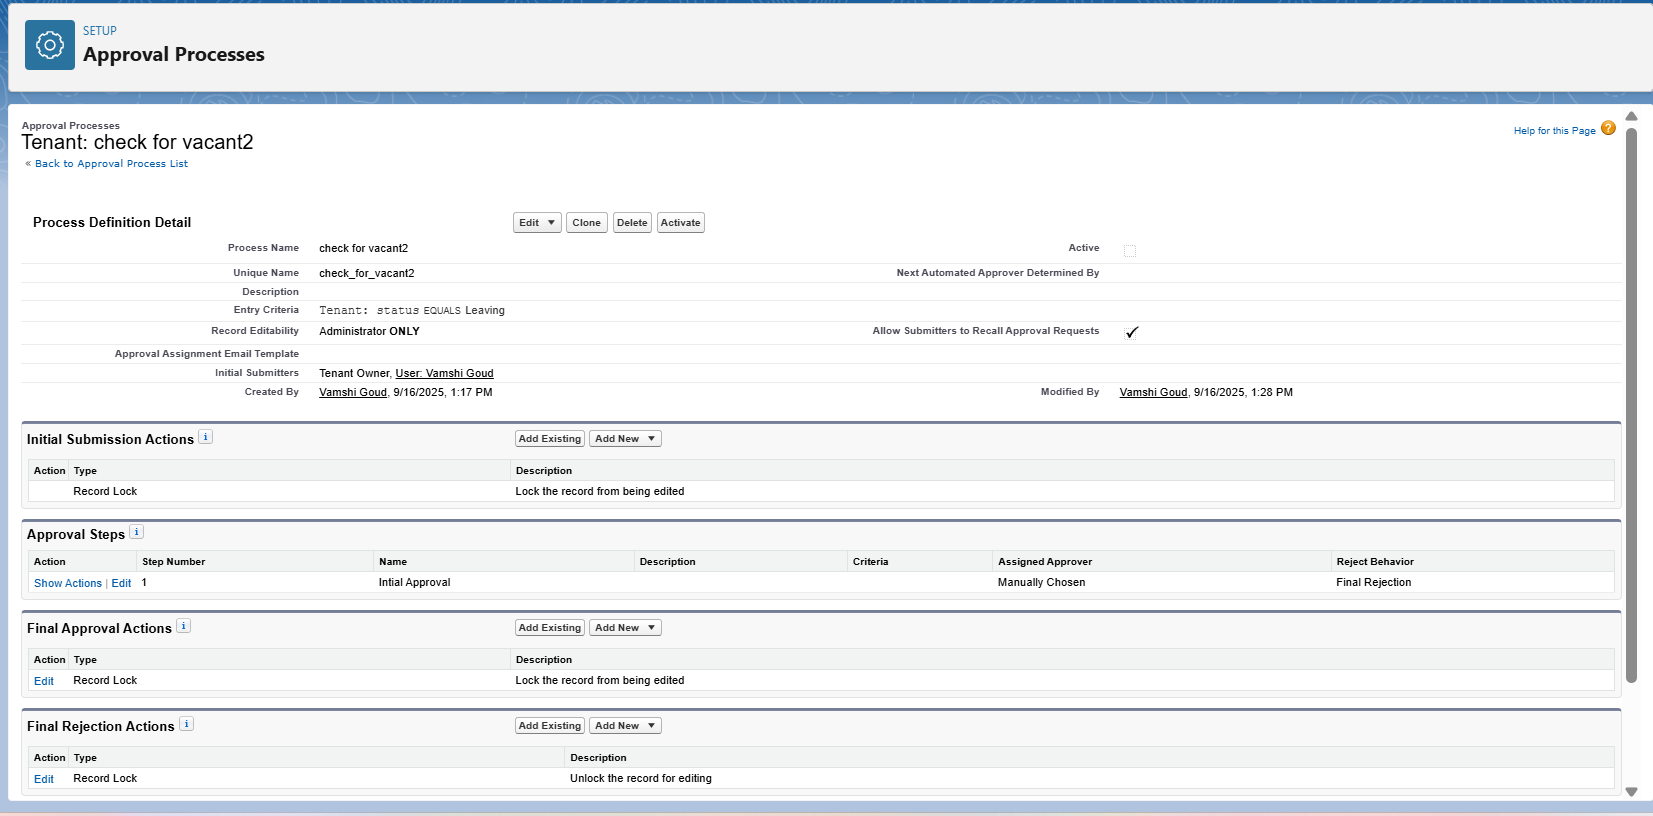 SETUP
Approval Processes
Approval Processes
Tenant: check for vacant2
« Back to Approval Process List
Help for this Page ?
Process Definition Detail
Edit ▼ Clone Delete Activate
Process Name check for vacant2 Active
Unique Name check_for_vacant2 Next Automated Approver Determined By
Description
Entry Criteria Tenant: status EQUALS Leaving
Record Editability Administrator ONLY Allow Submitters to Recall Approval Requests ✓
Approval Assignment Email Template
Initial Submitters Tenant Owner, User: Vamshi Goud
Created By Vamshi Goud, 9/16/2025, 1:17 PM Modified By Vamshi Goud, 9/16/2025, 1:28 PM
Initial Submission Actions i Add Existing Add New ▼
Action Type Description
Record Lock Lock the record from being edited
Approval Steps i
Action Step Number Name Description Criteria Assigned Approver Reject Behavior
Show Actions | Edit 1 Intial Approval Manually Chosen Final Rejection
Final Approval Actions i Add Existing Add New ▼
Action Type Description
Edit Record Lock Lock the record from being edited
Final Rejection Actions i Add Existing Add New ▼
Action Type Description
Edit Record Lock Unlock the record for editing